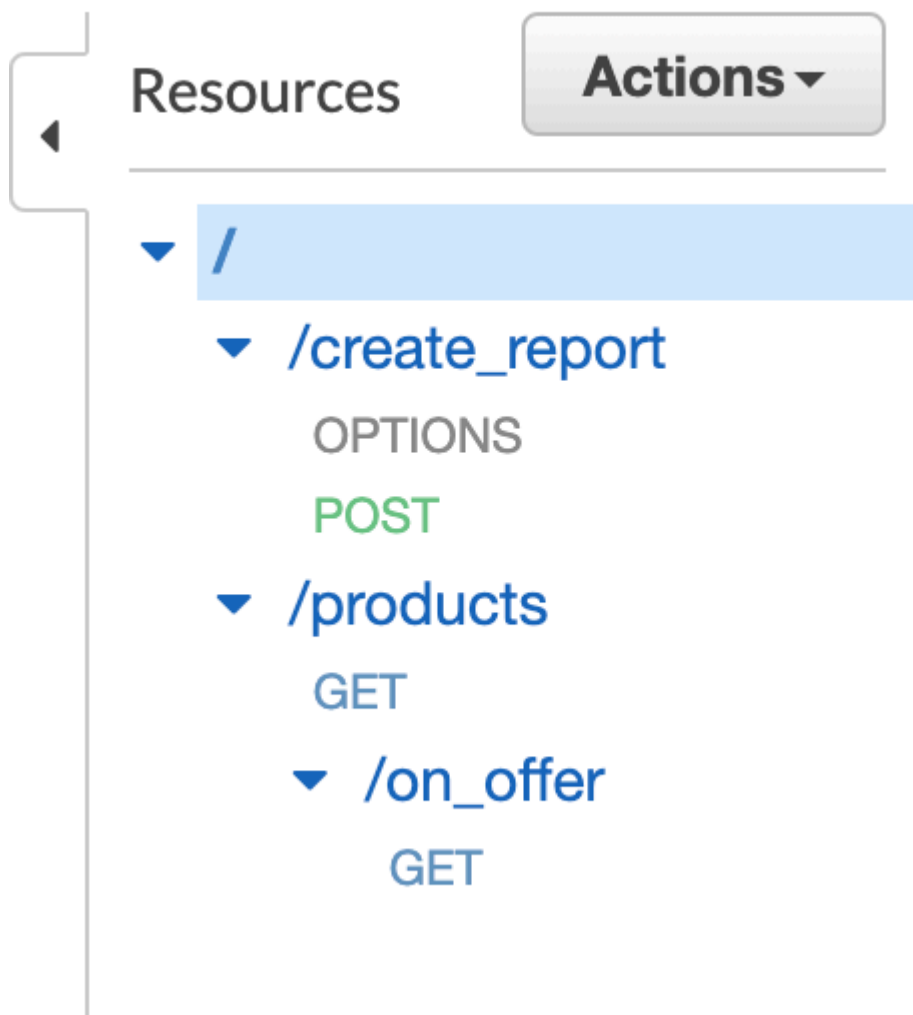 Resources
Actions
/
/create_report
OPTIONS
POST
/products
GET
/on_offer
GET